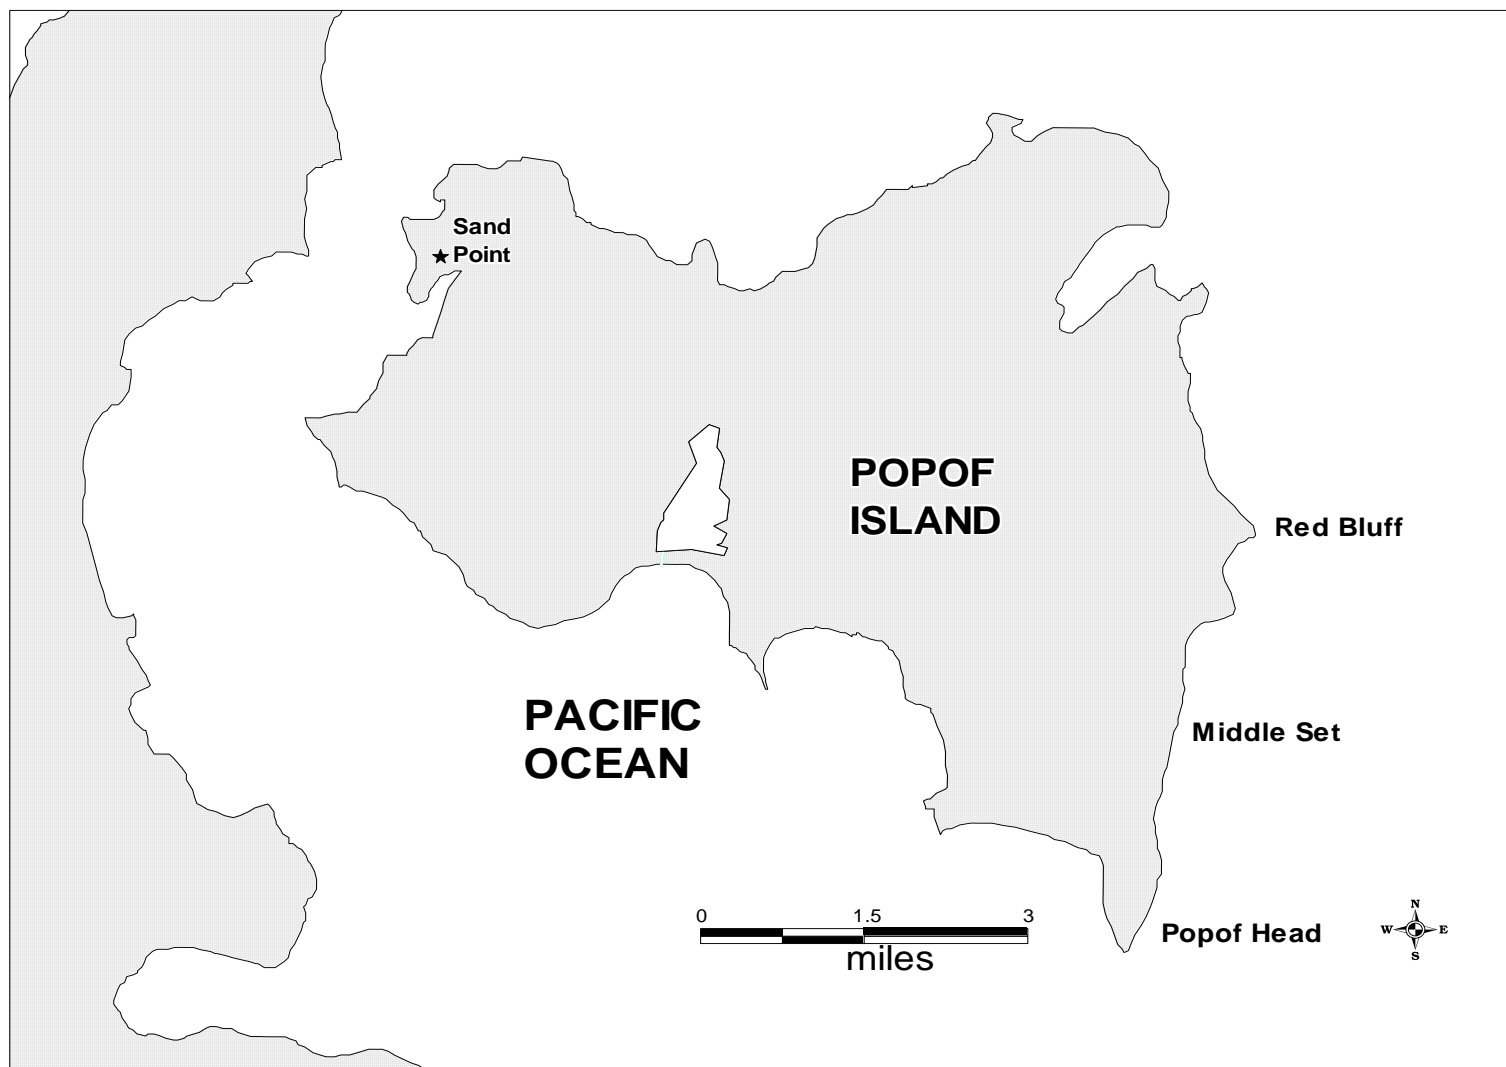 Sand
Point
POPOF
ISLAND
Red Bluff
PACIFIC
OCEAN
Middle Set
0 1.5 3
miles
Popof Head
N
W E
S